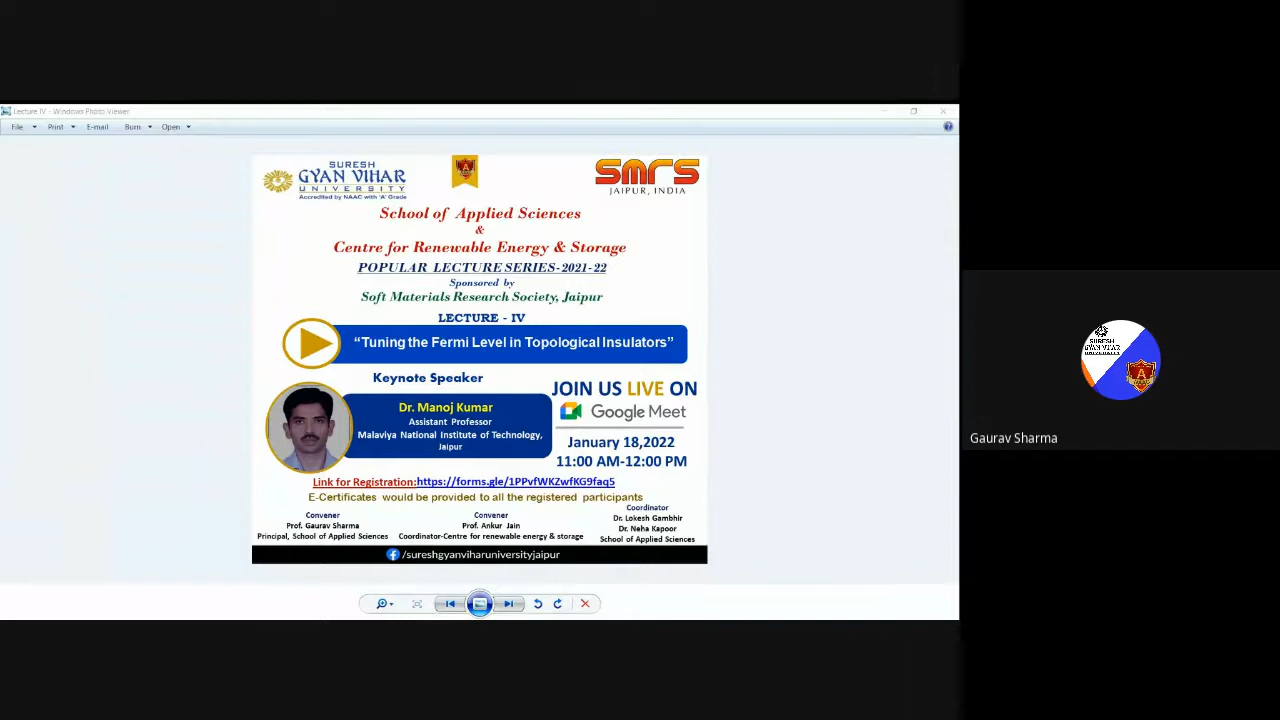 Lecture IV - Windows Photo Viewer
File Print E-mail Burn Open
SURESH
GYAN VIHAR
UNIVERSITY
Accredited by NAAC with 'A' Grade
SMRS
JAIPUR, INDIA
School of Applied Sciences
&
Centre for Renewable Energy & Storage
POPULAR LECTURE SERIES-2021-22
Sponsored by
Soft Materials Research Society, Jaipur
LECTURE - IV
“Tuning the Fermi Level in Topological Insulators”
Keynote Speaker
Dr. Manoj Kumar
Assistant Professor
Malaviya National Institute of Technology,
Jaipur
JOIN US LIVE ON
Google Meet
January 18,2022
11:00 AM-12:00 PM
Link for Registration:https://forms.gle/1PPvfWKZwfKG9faq5
E-Certificates would be provided to all the registered participants
Convener
Prof. Gaurav Sharma
Principal, School of Applied Sciences
Convener
Prof. Ankur Jain
Coordinator-Centre for renewable energy & storage
Coordinator
Dr. Lokesh Gambhir
Dr. Neha Kapoor
School of Applied Sciences
/sureshgyanviharuniversityjaipur
SURESH
GYAN VIHAR
UNIVERSITY
A
Gaurav Sharma